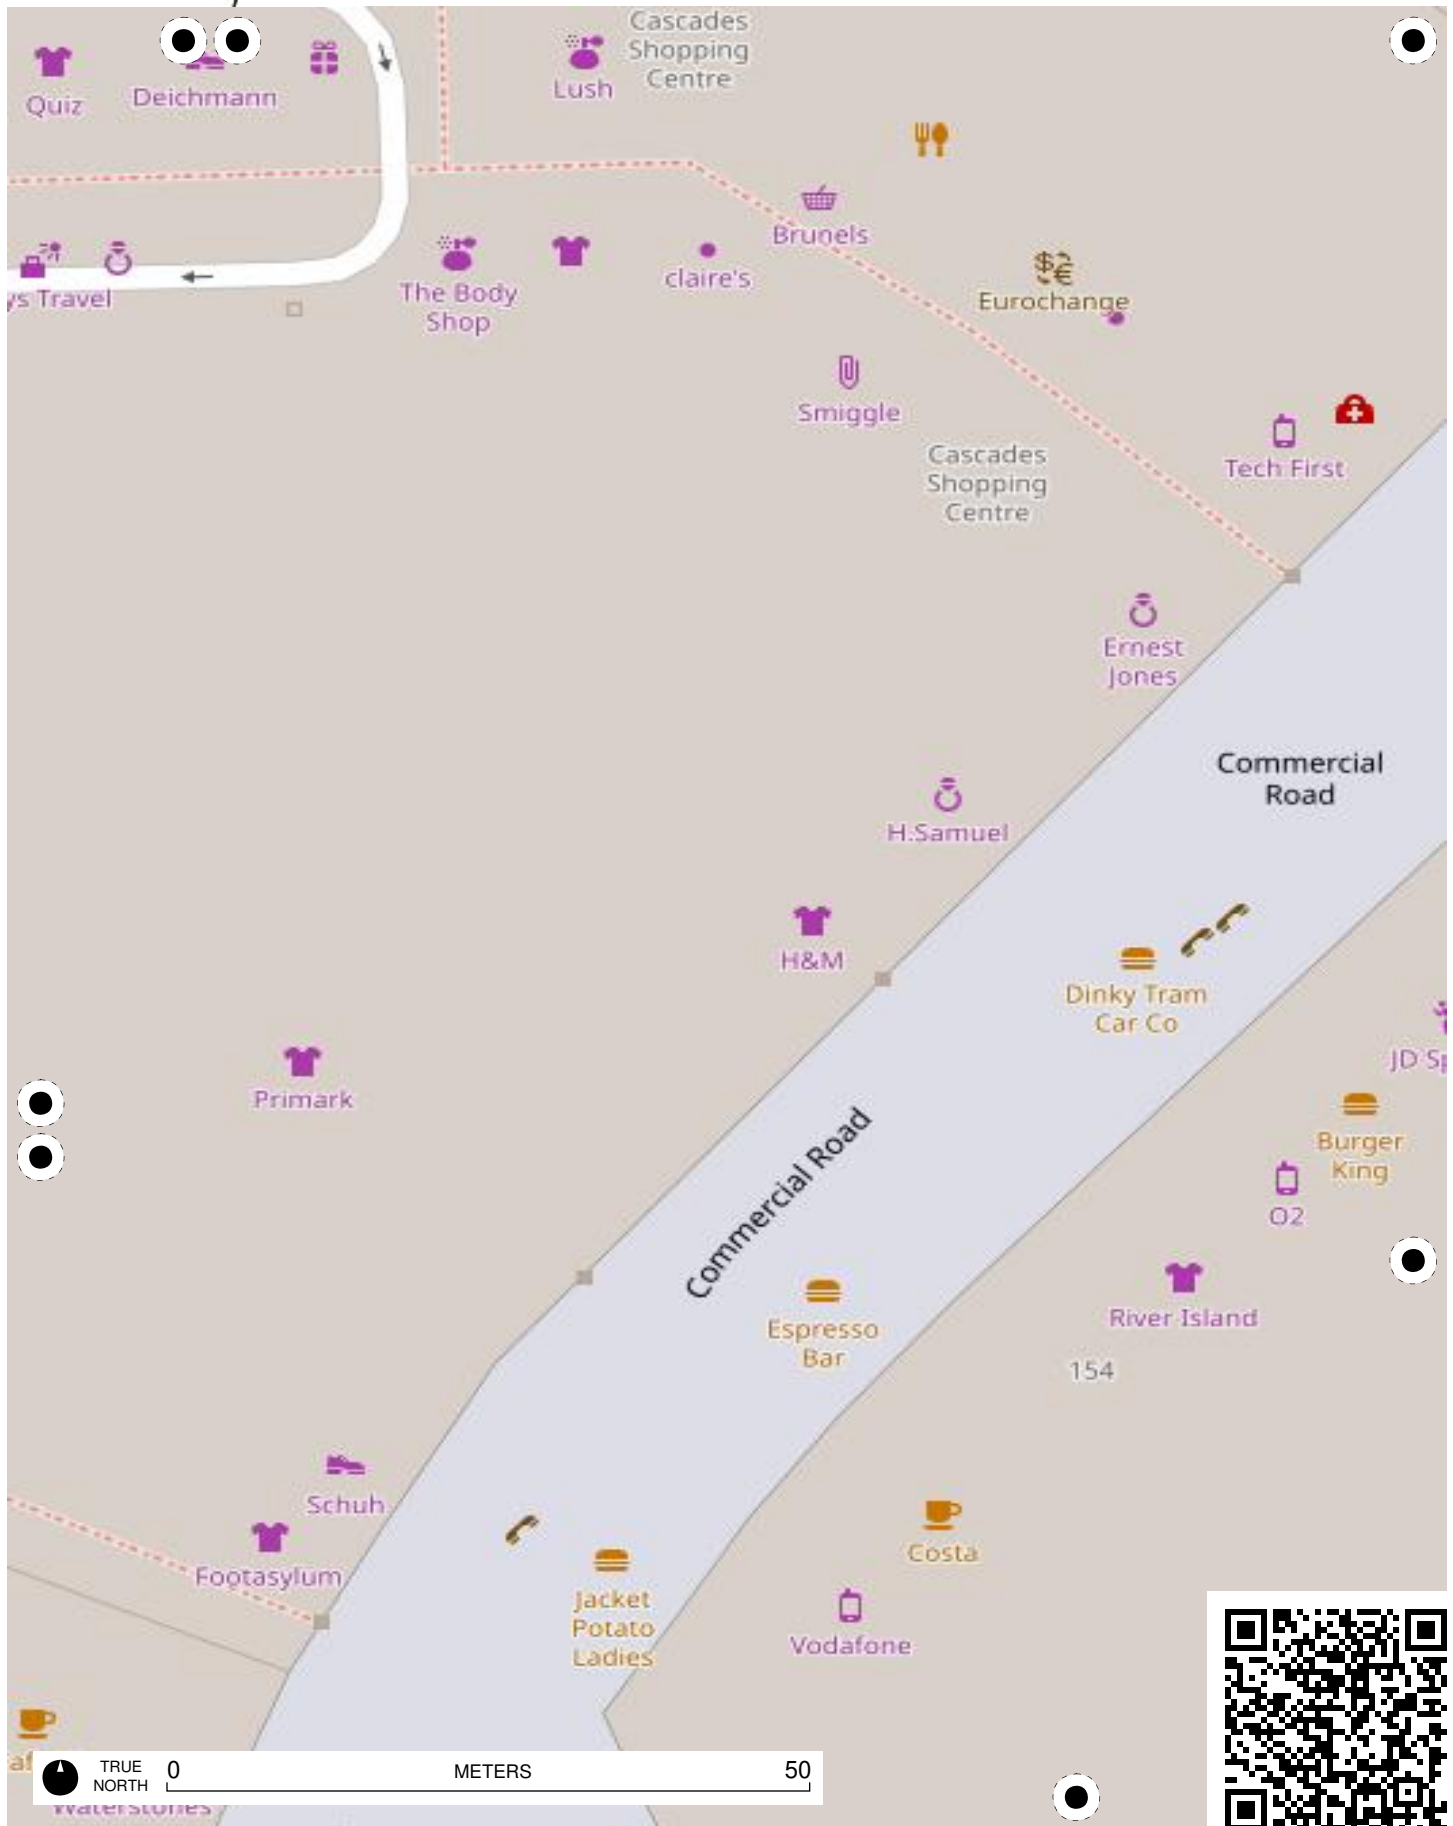 Cascades
Shopping
Centre
Quiz
Deichmann
Lush
Brunels
ys Travel
The Body
Shop
claire's
Eurochange
Smiggle
Cascades
Shopping
Centre
Tech First
Ernest
Jones
Commercial
Road
H.Samuel
H&M
Dinky Tram
Car Co
JD Sp
Primark
Burger
King
Commercial Road
O2
River Island
Espresso
Bar
154
Schuh
Costa
Footasylum
Jacket
Potato
Ladies
Vodafone
TRUE
NORTH
0
METERS
50
Waterstones